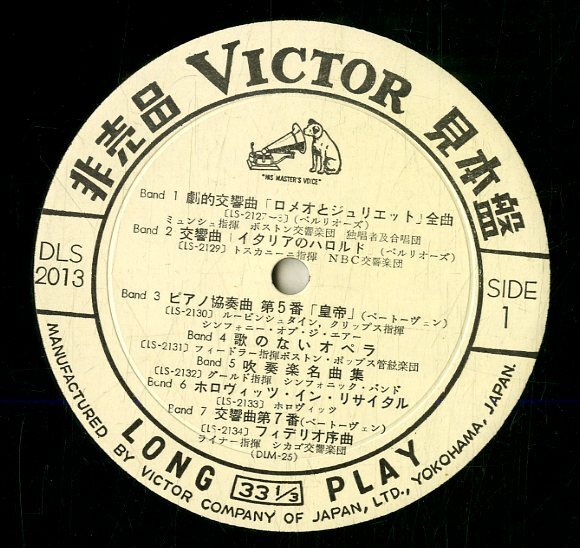 非売品 VICTOR 見本盤
"HIS MASTER'S VOICE"
DLS
2013
SIDE
1
Band 1 劇的交響曲「ロメオとジュリエット」全曲
〔LS-2127~8〕(ベルリオーズ)
ミュンシュ指揮 ボストン交響楽団 独唱者及合唱団
Band 2 交響曲「イタリアのハロルド (ベルリオーズ)
〔LS-2129〕トスカニーニ指揮 NBC交響楽団
Band 3 ピアノ協奏曲 第5番「皇帝」(ベートーヴェン)
〔LS-2130〕ルービンシュタイン,クリップス指揮
シンフォニー・オブ・ジ・エアー
Band 4 歌のないオペラ
〔LS-2131〕フィードラー指揮ボストン・ポップス管絃楽団
Band 5 吹奏楽名曲集
〔LS-2132〕グールド指揮 シンフォニック・バンド
Band 6 ホロヴィッツ・イン・リサイタル
〔LS-2133〕ホロヴィッツ
Band 7 交響曲第7番(ベートーヴェン)
〔LS-2134〕フィデリオ序曲
ライナー指揮 シカゴ交響楽団
(DLM-25)
LONG 33 1/3 PLAY
MANUFACTURED BY VICTOR COMPANY OF JAPAN, LTD., YOKOHAMA, JAPAN.